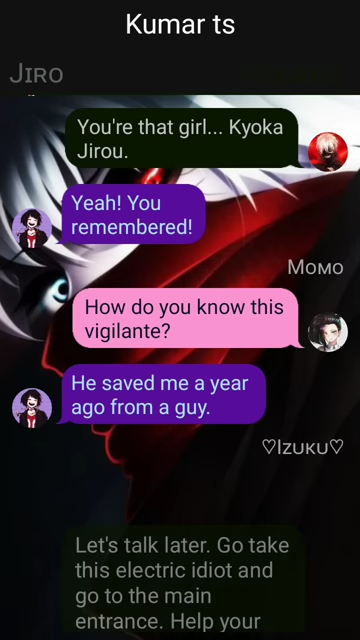 Kumar ts
Jiro
You're that girl... Kyoka
Jirou.
Yeah! You
remembered!
Momo
How do you know this
vigilante?
He saved me a year
ago from a guy.
♡Izuku♡
Let's talk later. Go take
this electric idiot and
go to the main
entrance. Help your